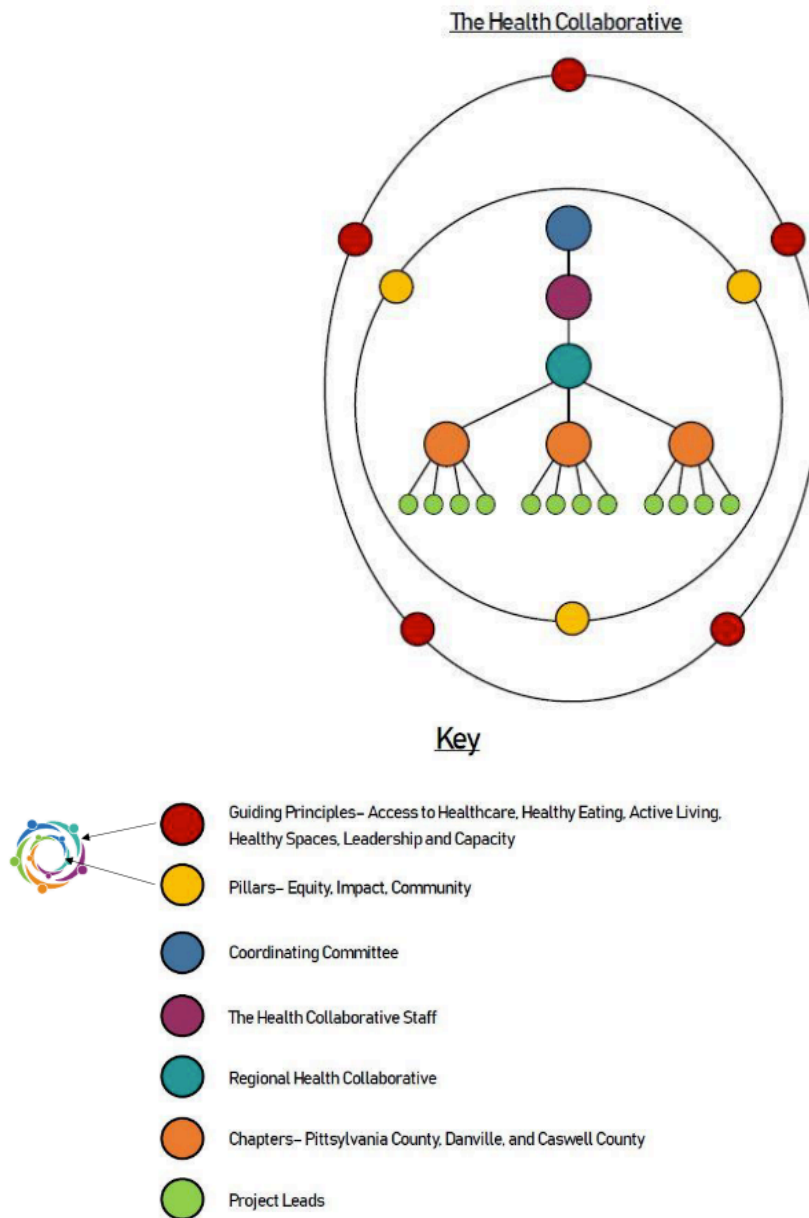 The Health Collaborative
Key
Guiding Principles– Access to Healthcare, Healthy Eating, Active Living,
Healthy Spaces, Leadership and Capacity
Pillars– Equity, Impact, Community
Coordinating Committee
The Health Collaborative Staff
Regional Health Collaborative
Chapters– Pittsylvania County, Danville, and Caswell County
Project Leads